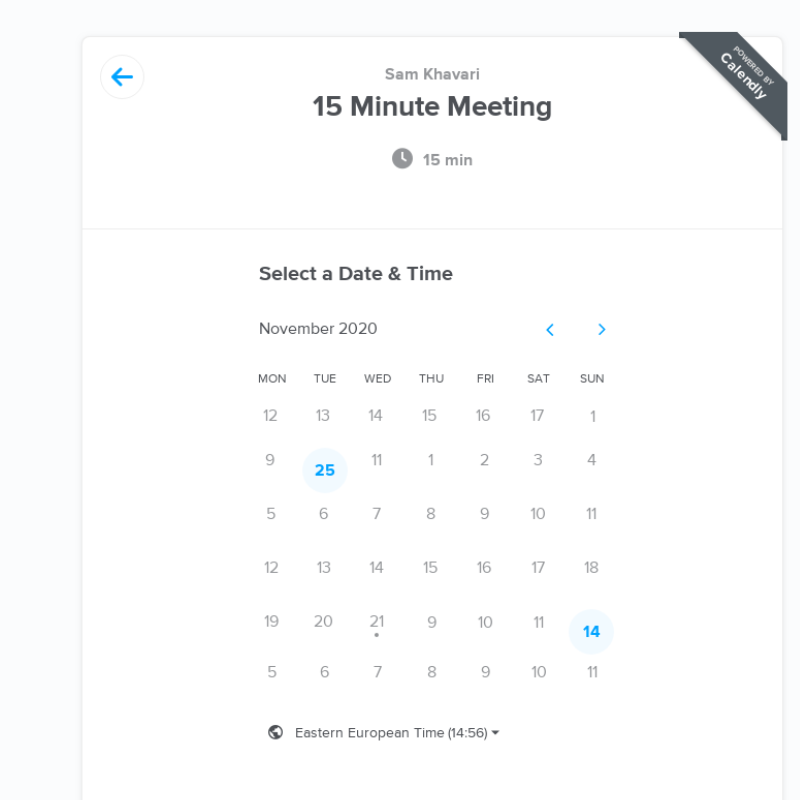 POWERED BY
Calendly
Sam Khavari
15 Minute Meeting
15 min
Select a Date & Time
November 2020
MON TUE WED THU FRI SAT SUN
12 13 14 15 16 17 1
9 25 11 1 2 3 4
5 6 7 8 9 10 11
12 13 14 15 16 17 18
19 20 21 9 10 11 14
5 6 7 8 9 10 11
Eastern European Time (14:56)